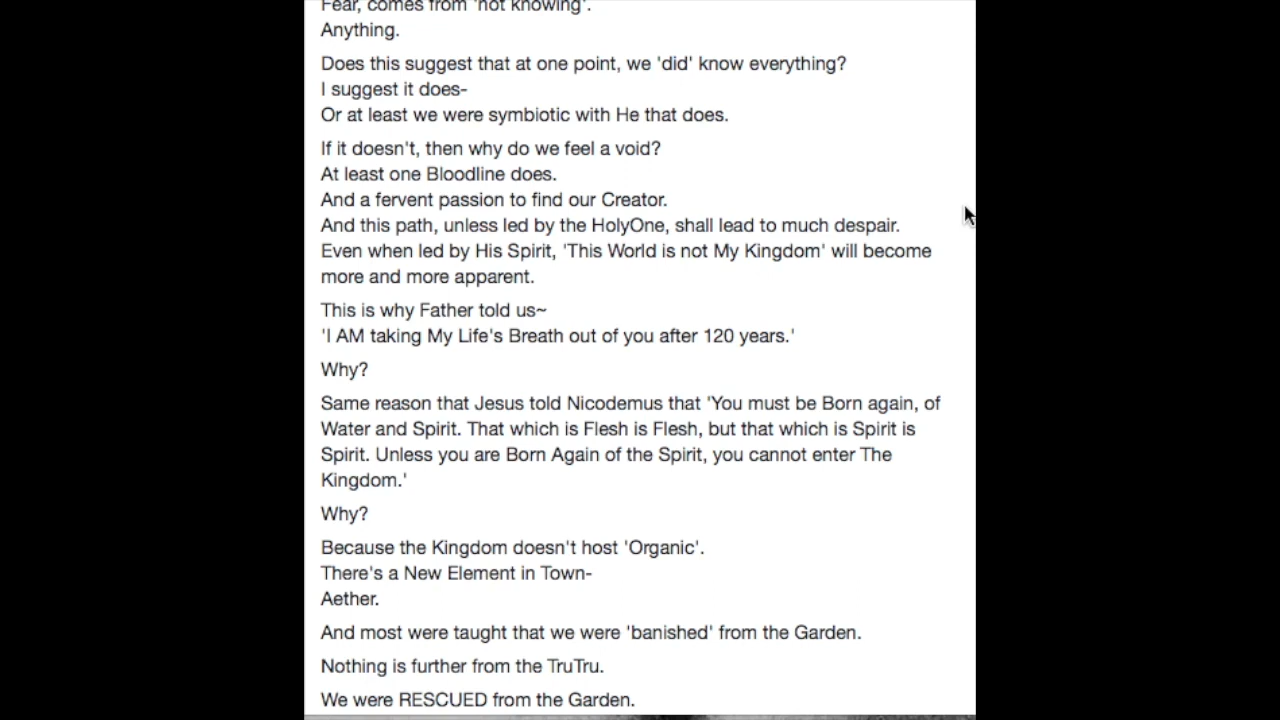 Fear, comes from 'not knowing'.
Anything.
Does this suggest that at one point, we 'did' know everything?
I suggest it does-
Or at least we were symbiotic with He that does.
If it doesn't, then why do we feel a void?
At least one Bloodline does.
And a fervent passion to find our Creator.
And this path, unless led by the HolyOne, shall lead to much despair.
Even when led by His Spirit, 'This World is not My Kingdom' will become
more and more apparent.
This is why Father told us~
'I AM taking My Life's Breath out of you after 120 years.'
Why?
Same reason that Jesus told Nicodemus that 'You must be Born again, of
Water and Spirit. That which is Flesh is Flesh, but that which is Spirit is
Spirit. Unless you are Born Again of the Spirit, you cannot enter The
Kingdom.'
Why?
Because the Kingdom doesn't host 'Organic'.
There's a New Element in Town-
Aether.
And most were taught that we were 'banished' from the Garden.
Nothing is further from the TruTru.
We were RESCUED from the Garden.